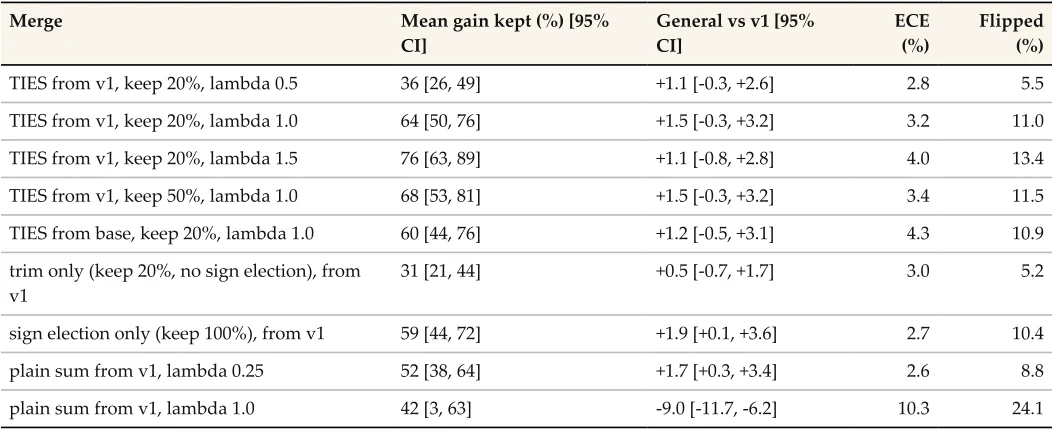 Merge Mean gain kept (%) [95% General vs v1 [95% ECE Flipped
CI] CI] (%) (%)
TIES from v1, keep 20%, lambda 0.5 36 [26, 49] +1.1 [-0.3, +2.6] 2.8 5.5
TIES from v1, keep 20%, lambda 1.0 64 [50, 76] +1.5 [-0.3, +3.2] 3.2 11.0
TIES from v1, keep 20%, lambda 1.5 76 [63, 89] +1.1 [-0.8, +2.8] 4.0 13.4
TIES from v1, keep 50%, lambda 1.0 68 [53, 81] +1.5 [-0.3, +3.2] 3.4 11.5
TIES from base, keep 20%, lambda 1.0 60 [44, 76] +1.2 [-0.5, +3.1] 4.3 10.9
trim only (keep 20%, no sign election), from 31 [21, 44] +0.5 [-0.7, +1.7] 3.0 5.2
v1
sign election only (keep 100%), from v1 59 [44, 72] +1.9 [+0.1, +3.6] 2.7 10.4
plain sum from v1, lambda 0.25 52 [38, 64] +1.7 [+0.3, +3.4] 2.6 8.8
plain sum from v1, lambda 1.0 42 [3, 63] -9.0 [-11.7, -6.2] 10.3 24.1